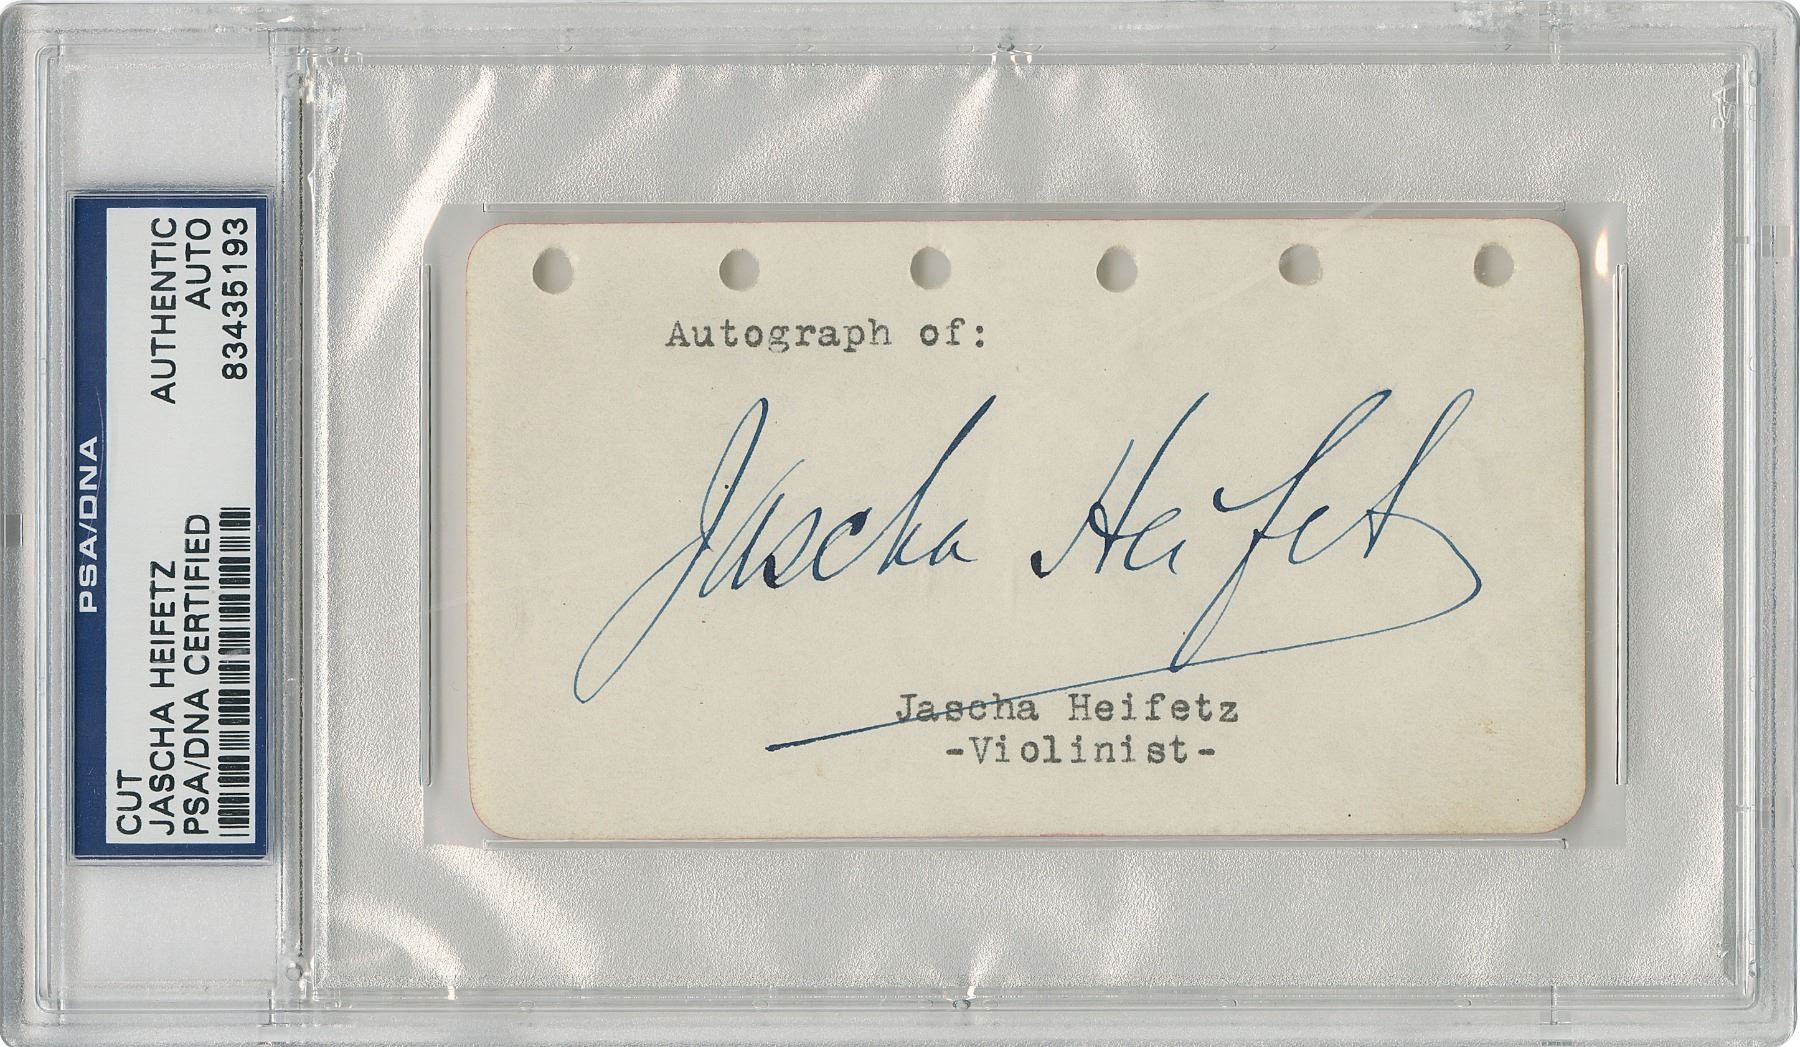 PSA/DNA
CUT
AUTHENTIC
JASCHA HEIFETZ
AUTO
PSA/DNA CERTIFIED
83435193
Autograph of:
Jascha Heifetz
Jascha Heifetz
-Violinist-